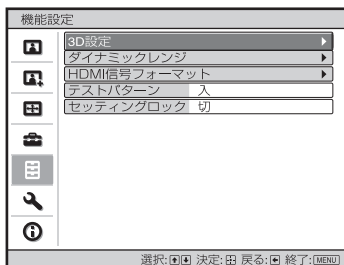 機能設定
3D設定
ダイナミックレンジ
HDMI信号フォーマット
テストパターン 入
セッティングロック 切
選択: 決定: 戻る: 終了:MENU